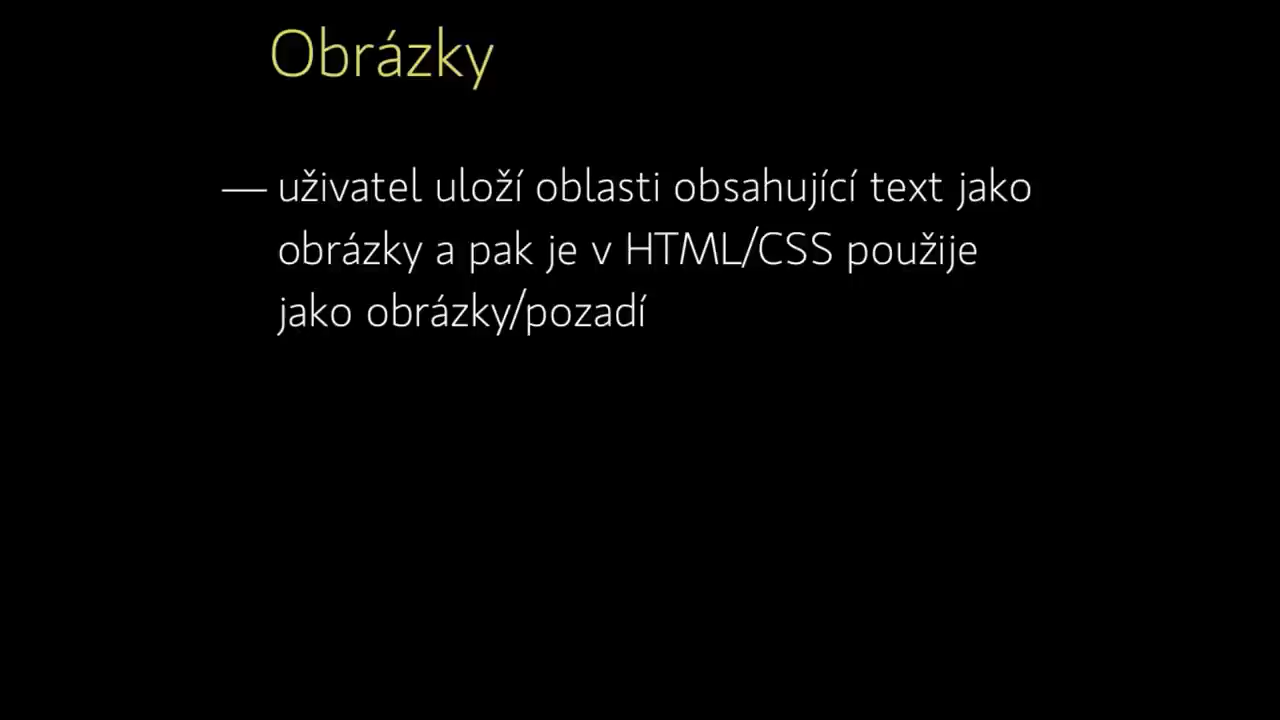 Obrázky
— uživatel uloží oblasti obsahující text jako
obrázky a pak je v HTML/CSS použije
jako obrázky/pozadí